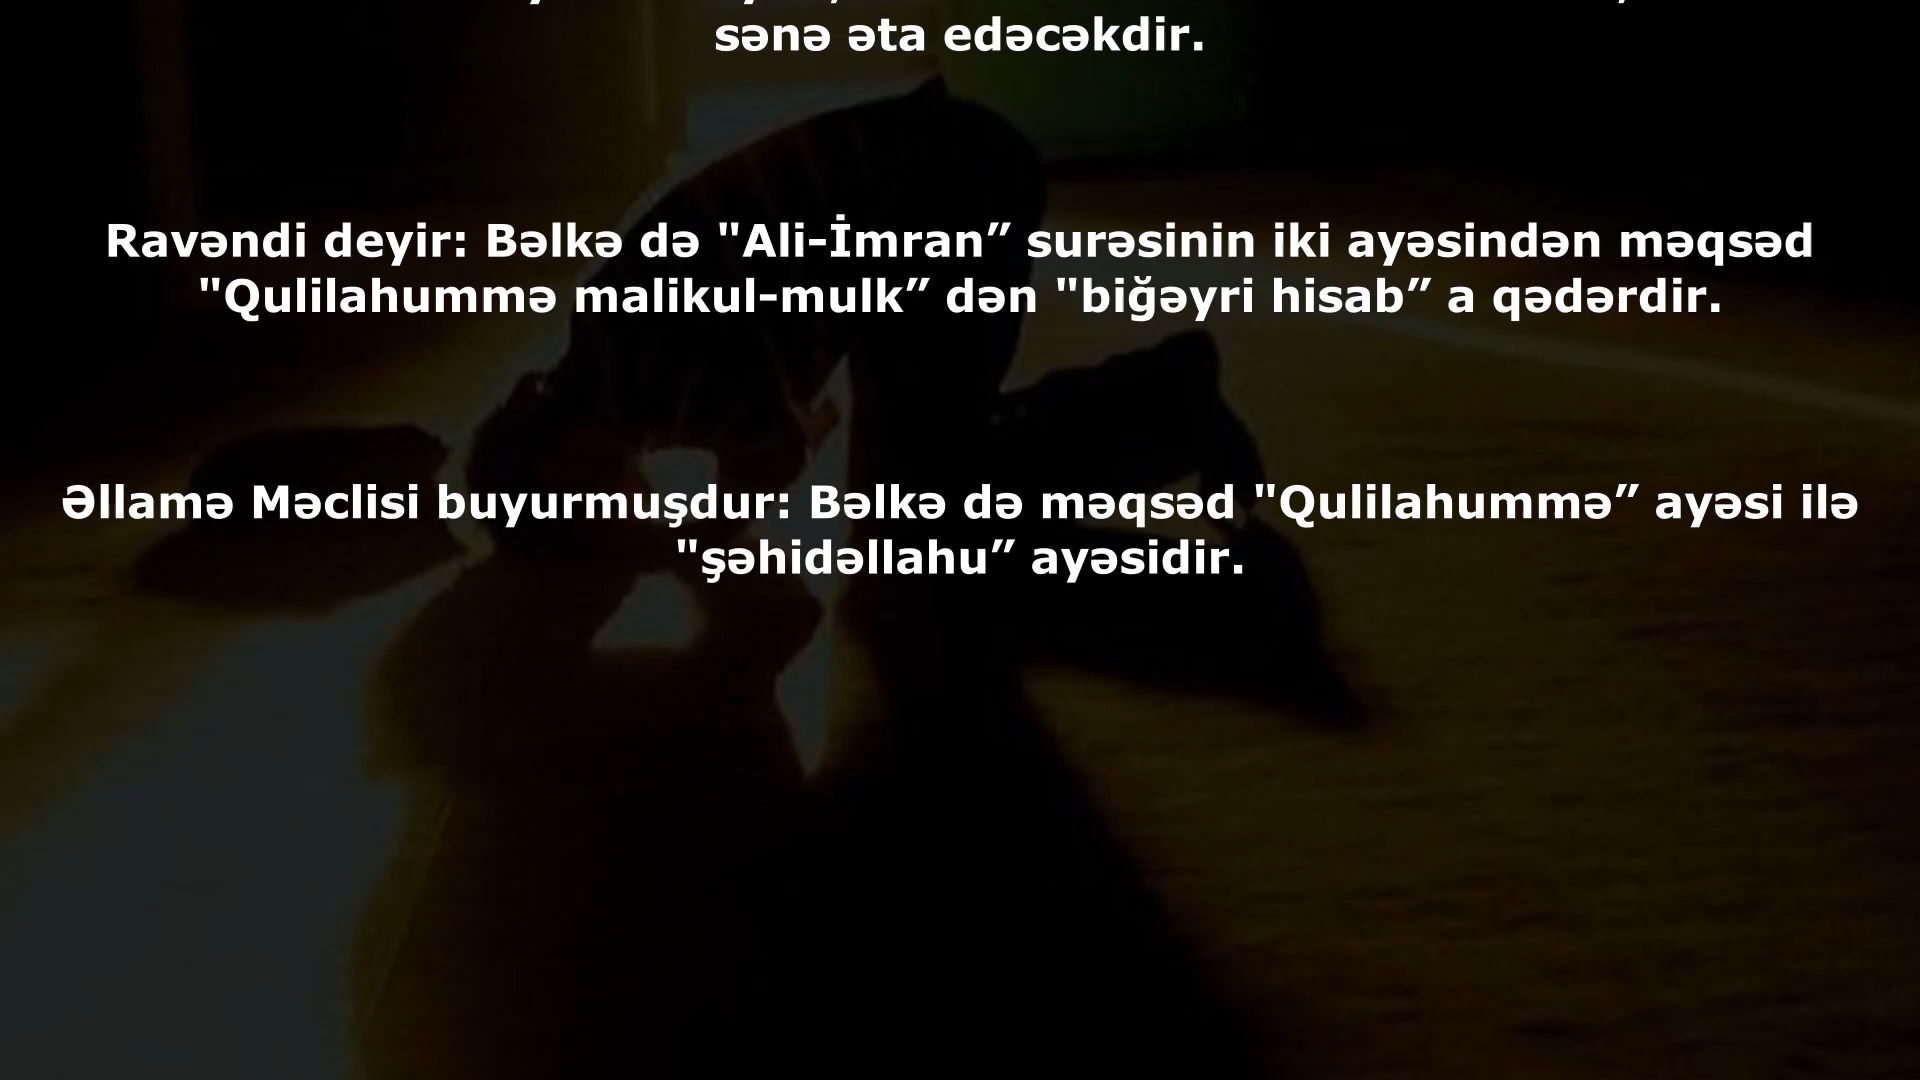 sənə əta edəcəkdir.
Ravəndi deyir: Bəlkə də "Ali-İmran” surəsinin iki ayəsindən məqsəd
"Qulilahummə malikul-mulk” dən "biğəyri hisab” a qədərdir.
Əllamə Məclisi buyurmuşdur: Bəlkə də məqsəd "Qulilahummə” ayəsi ilə
"şəhidəllahu” ayəsidir.